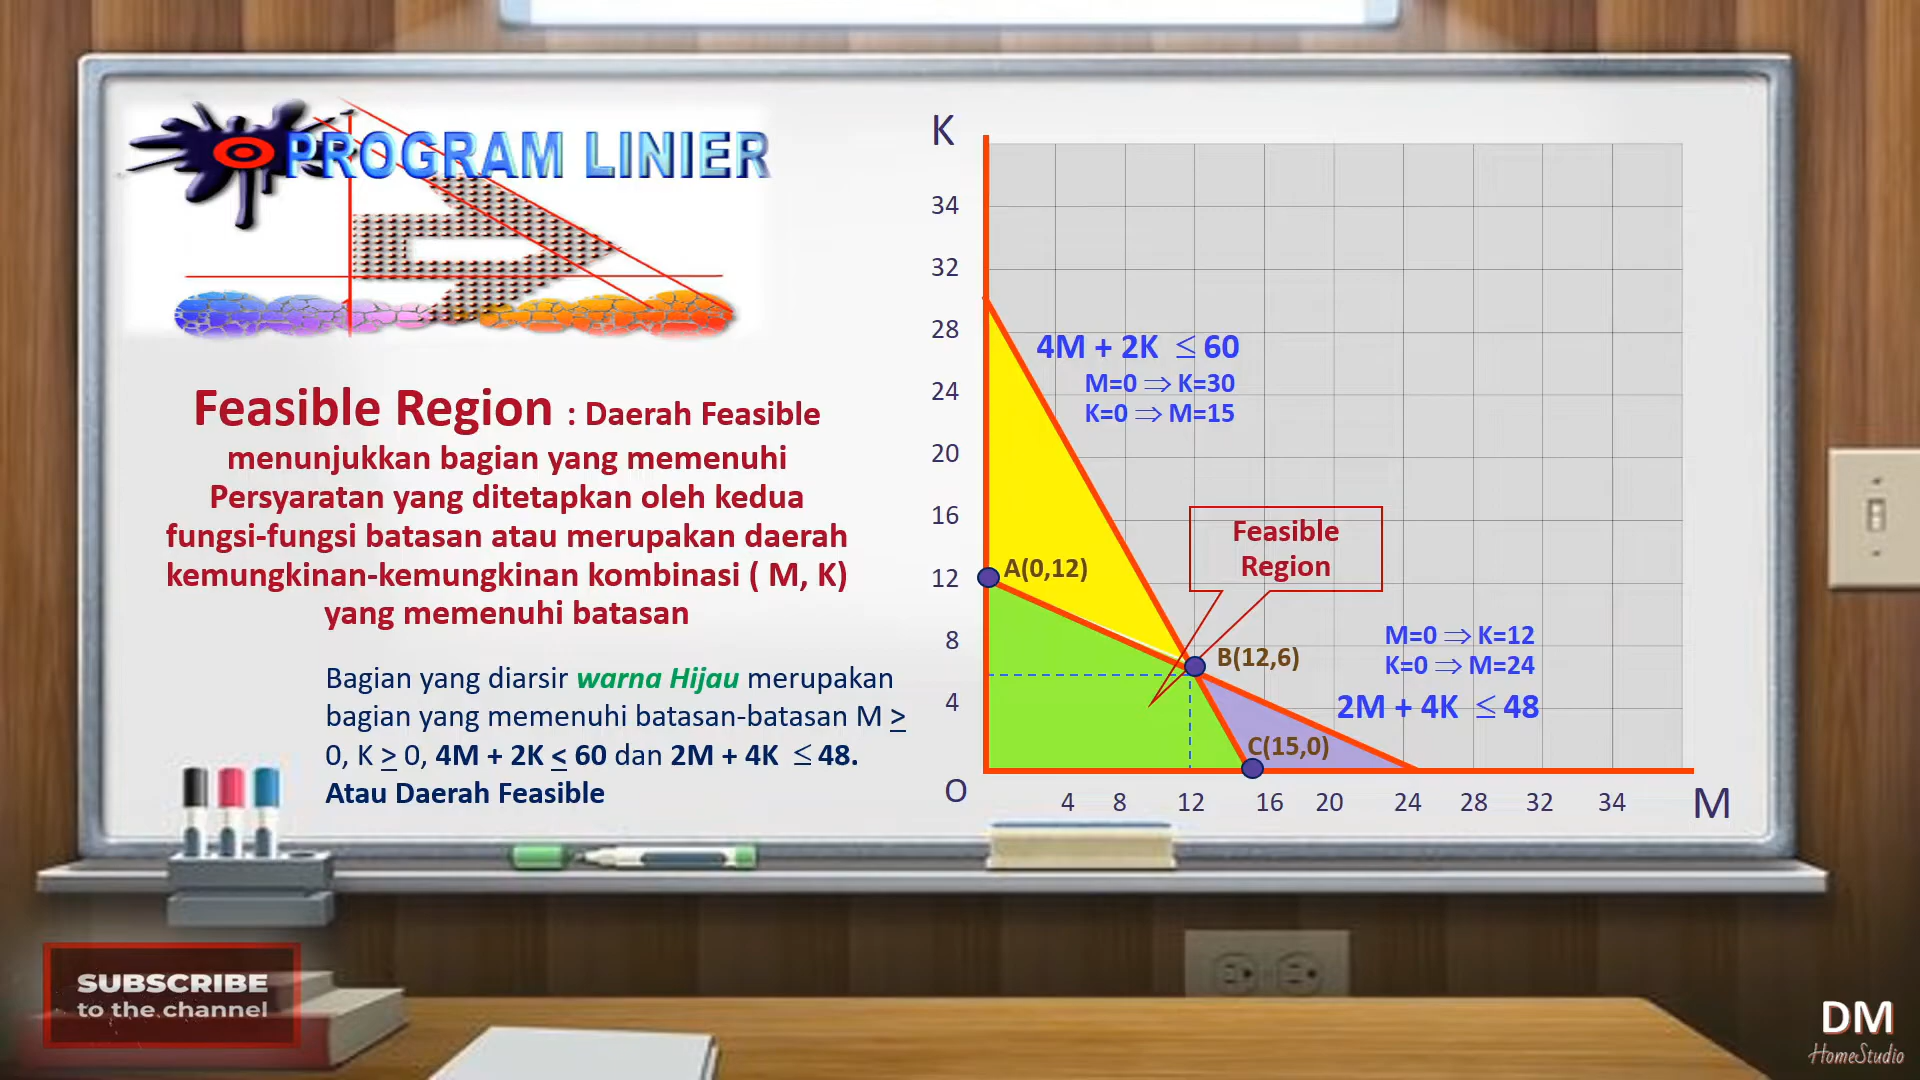 PROGRAM LINIER
Feasible Region : Daerah Feasible
menunjukkan bagian yang memenuhi
Persyaratan yang ditetapkan oleh kedua
fungsi-fungsi batasan atau merupakan daerah
kemungkinan-kemungkinan kombinasi ( M, K)
yang memenuhi batasan
Bagian yang diarsir warna Hijau merupakan
bagian yang memenuhi batasan-batasan M ≥
0, K ≥ 0, 4M + 2K ≤ 60 dan 2M + 4K ≤ 48.
Atau Daerah Feasible
K
34
32
28
24
20
16
12
8
4
O
4 8 12 16 20 24 28 32 34
M
4M + 2K ≤ 60
M=0 ⇒ K=30
K=0 ⇒ M=15
Feasible
Region
A(0,12)
B(12,6)
C(15,0)
M=0 ⇒ K=12
K=0 ⇒ M=24
2M + 4K ≤ 48
SUBSCRIBE
to the channel
DM
HomeStudio